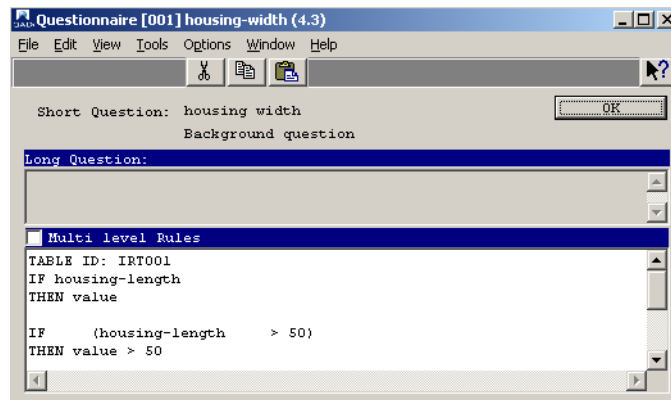 Questionnaire [001] housing-width (4.3)
File Edit View Tools Options Window Help
Short Question: housing width
OK
Background question
Long Question:
Multi level Rules
TABLE ID: IRT001
IF housing-length
THEN value
IF (housing-length > 50)
THEN value > 50